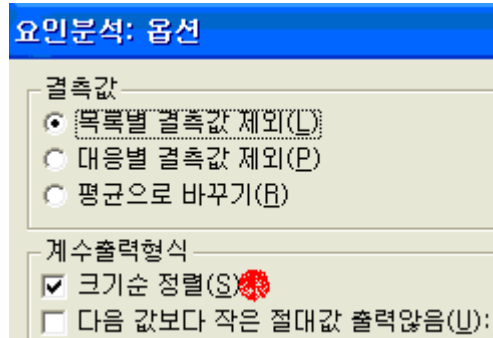 요인분석: 옵션
결측값
목록별 결측값 제외(L)
대응별 결측값 제외(P)
평균으로 바꾸기(R)
계수출력형식
크기순 정렬(S)
다음 값보다 작은 절대값 출력않음(U):